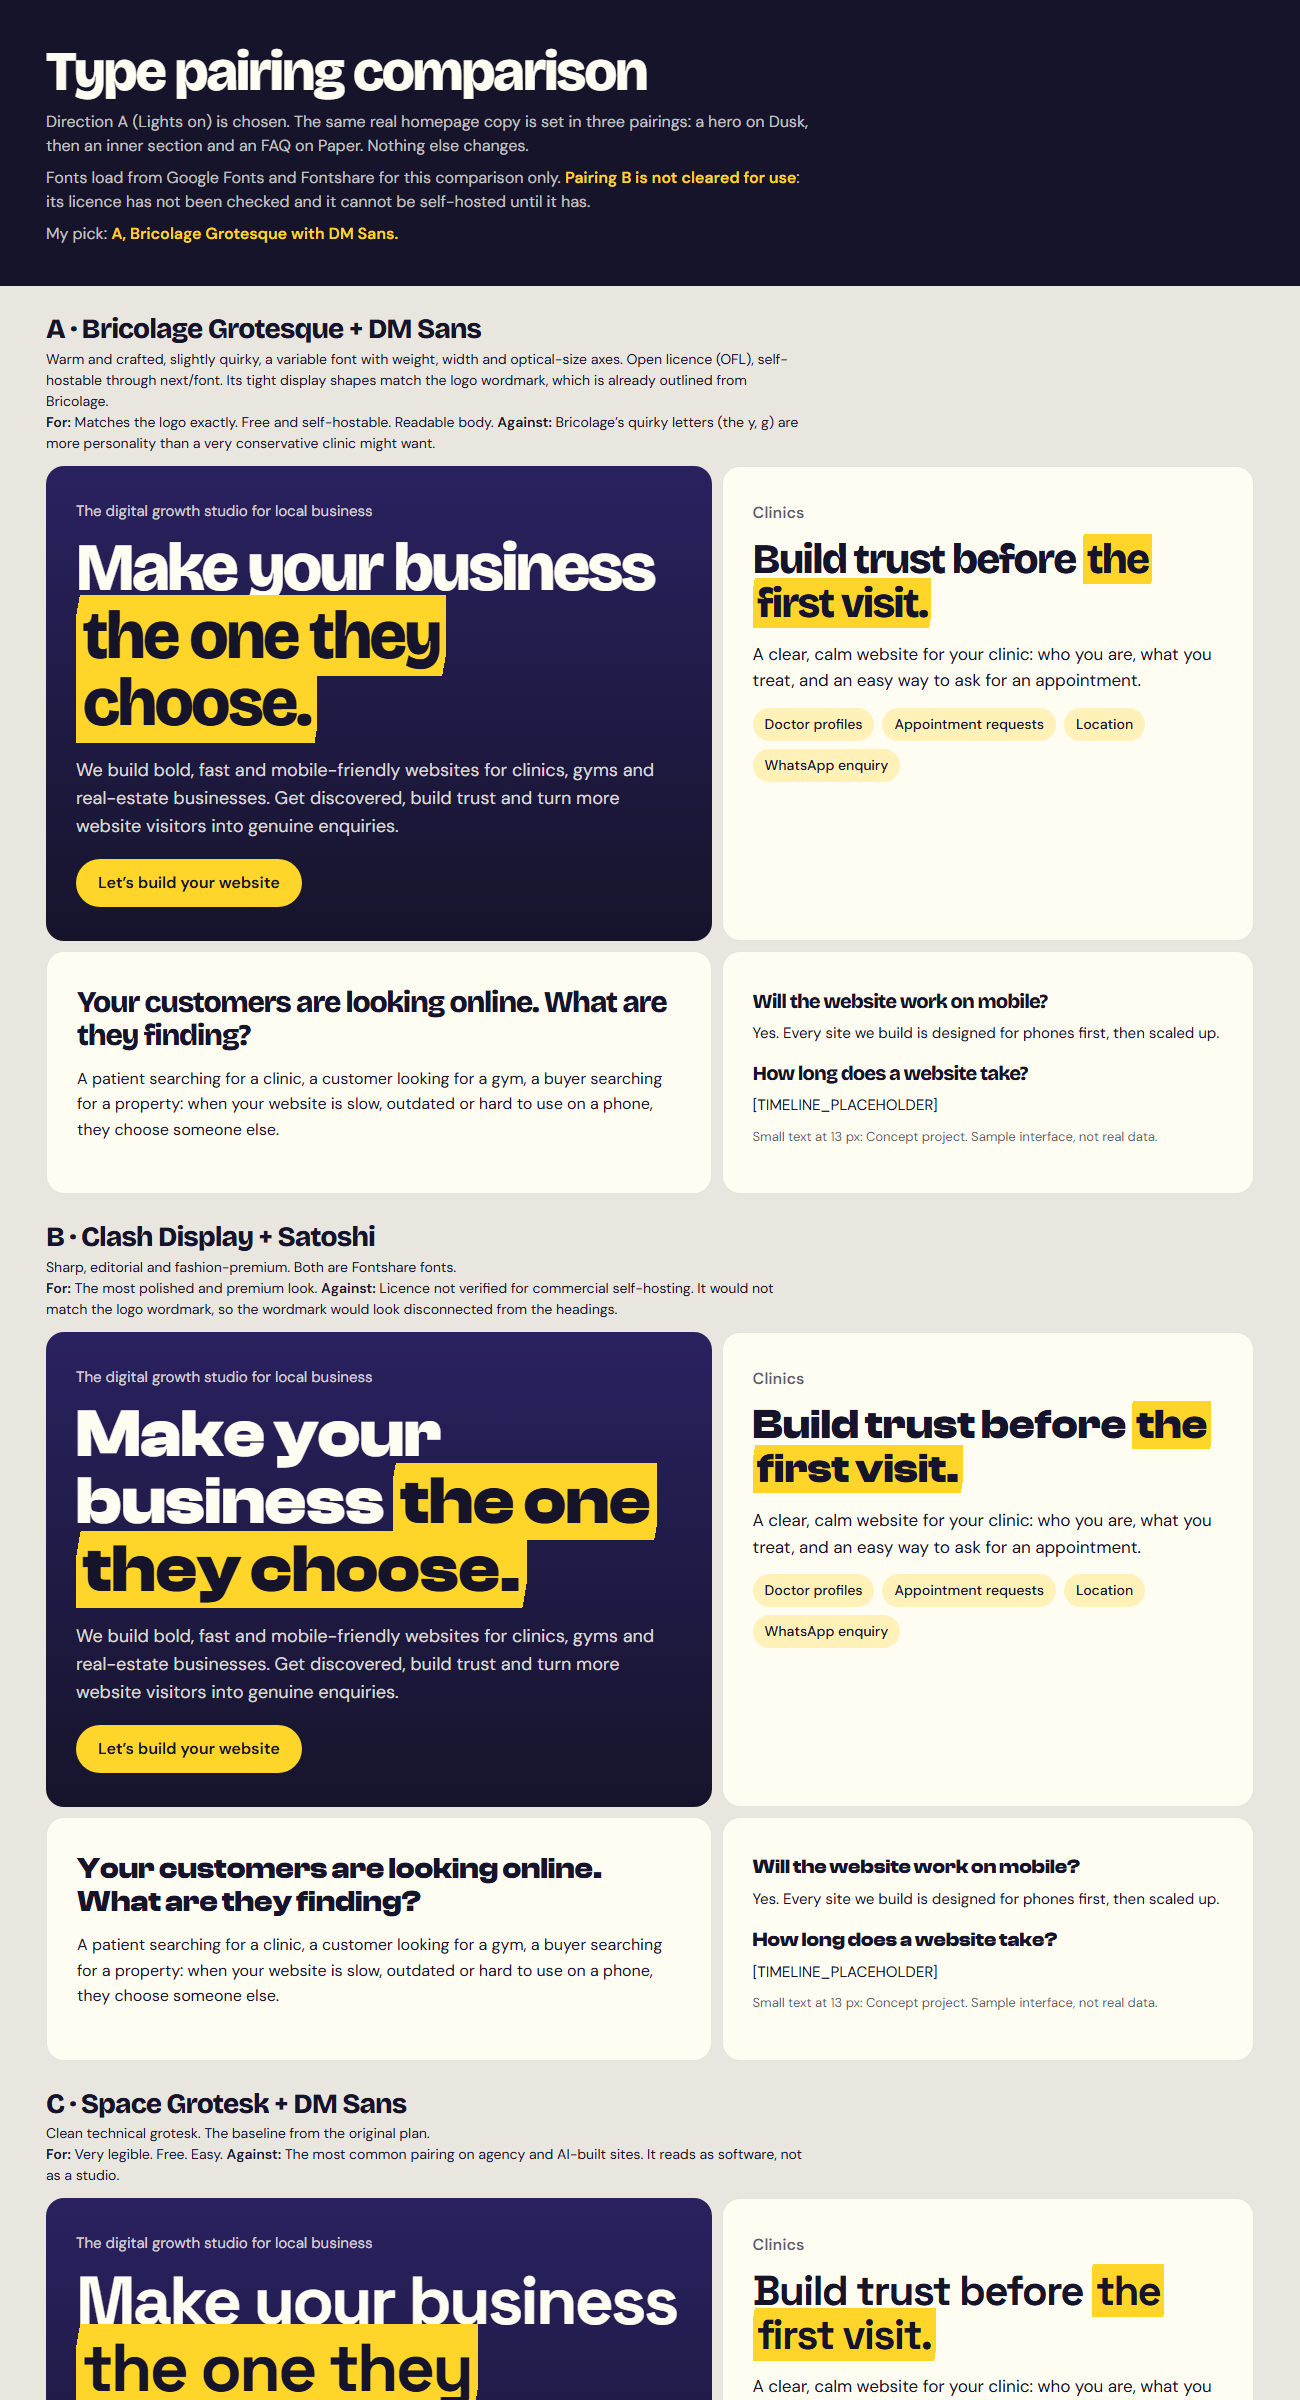 Type pairing comparison
Direction A (Lights on) is chosen. The same real homepage copy is set in three pairings: a hero on Dusk,
then an inner section and an FAQ on Paper. Nothing else changes.
Fonts load from Google Fonts and Fontshare for this comparison only. Pairing B is not cleared for use:
its licence has not been checked and it cannot be self-hosted until it has.
My pick: A, Bricolage Grotesque with DM Sans.
A · Bricolage Grotesque + DM Sans
Warm and crafted, slightly quirky, a variable font with weight, width and optical-size axes. Open licence (OFL), self-
hostable through next/font. Its tight display shapes match the logo wordmark, which is already outlined from
Bricolage.
For: Matches the logo exactly. Free and self-hostable. Readable body. Against: Bricolage’s quirky letters (the y, g) are
more personality than a very conservative clinic might want.
The digital growth studio for local business
Make your business
the one they
choose.
We build bold, fast and mobile-friendly websites for clinics, gyms and
real-estate businesses. Get discovered, build trust and turn more
website visitors into genuine enquiries.
Let’s build your website
Clinics
Build trust before the
first visit.
A clear, calm website for your clinic: who you are, what you
treat, and an easy way to ask for an appointment.
Doctor profiles
Appointment requests
Location
WhatsApp enquiry
Your customers are looking online. What are
they finding?
A patient searching for a clinic, a customer looking for a gym, a buyer searching
for a property: when your website is slow, outdated or hard to use on a phone,
they choose someone else.
Will the website work on mobile?
Yes. Every site we build is designed for phones first, then scaled up.
How long does a website take?
[TIMELINE_PLACEHOLDER]
Small text at 13 px: Concept project. Sample interface, not real data.
B · Clash Display + Satoshi
Sharp, editorial and fashion-premium. Both are Fontshare fonts.
For: The most polished and premium look. Against: Licence not verified for commercial self-hosting. It would not
match the logo wordmark, so the wordmark would look disconnected from the headings.
The digital growth studio for local business
Make your
business the one
they choose.
We build bold, fast and mobile-friendly websites for clinics, gyms and
real-estate businesses. Get discovered, build trust and turn more
website visitors into genuine enquiries.
Let’s build your website
Clinics
Build trust before the
first visit.
A clear, calm website for your clinic: who you are, what you
treat, and an easy way to ask for an appointment.
Doctor profiles
Appointment requests
Location
WhatsApp enquiry
Your customers are looking online.
What are they finding?
A patient searching for a clinic, a customer looking for a gym, a buyer searching
for a property: when your website is slow, outdated or hard to use on a phone,
they choose someone else.
Will the website work on mobile?
Yes. Every site we build is designed for phones first, then scaled up.
How long does a website take?
[TIMELINE_PLACEHOLDER]
Small text at 13 px: Concept project. Sample interface, not real data.
C · Space Grotesk + DM Sans
Clean technical grotesk. The baseline from the original plan.
For: Very legible. Free. Easy. Against: The most common pairing on agency and AI-built sites. It reads as software, not
as a studio.
The digital growth studio for local business
Make your business
the one they
Clinics
Build trust before the
first visit.
A clear, calm website for your clinic: who you are, what you